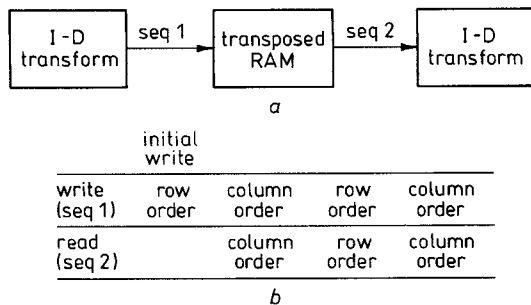 I-D transform
seq 1
transposed RAM
seq 2
I-D transform
a
initial write
write (seq 1) row order column order row order column order
read (seq 2) column order row order column order
b